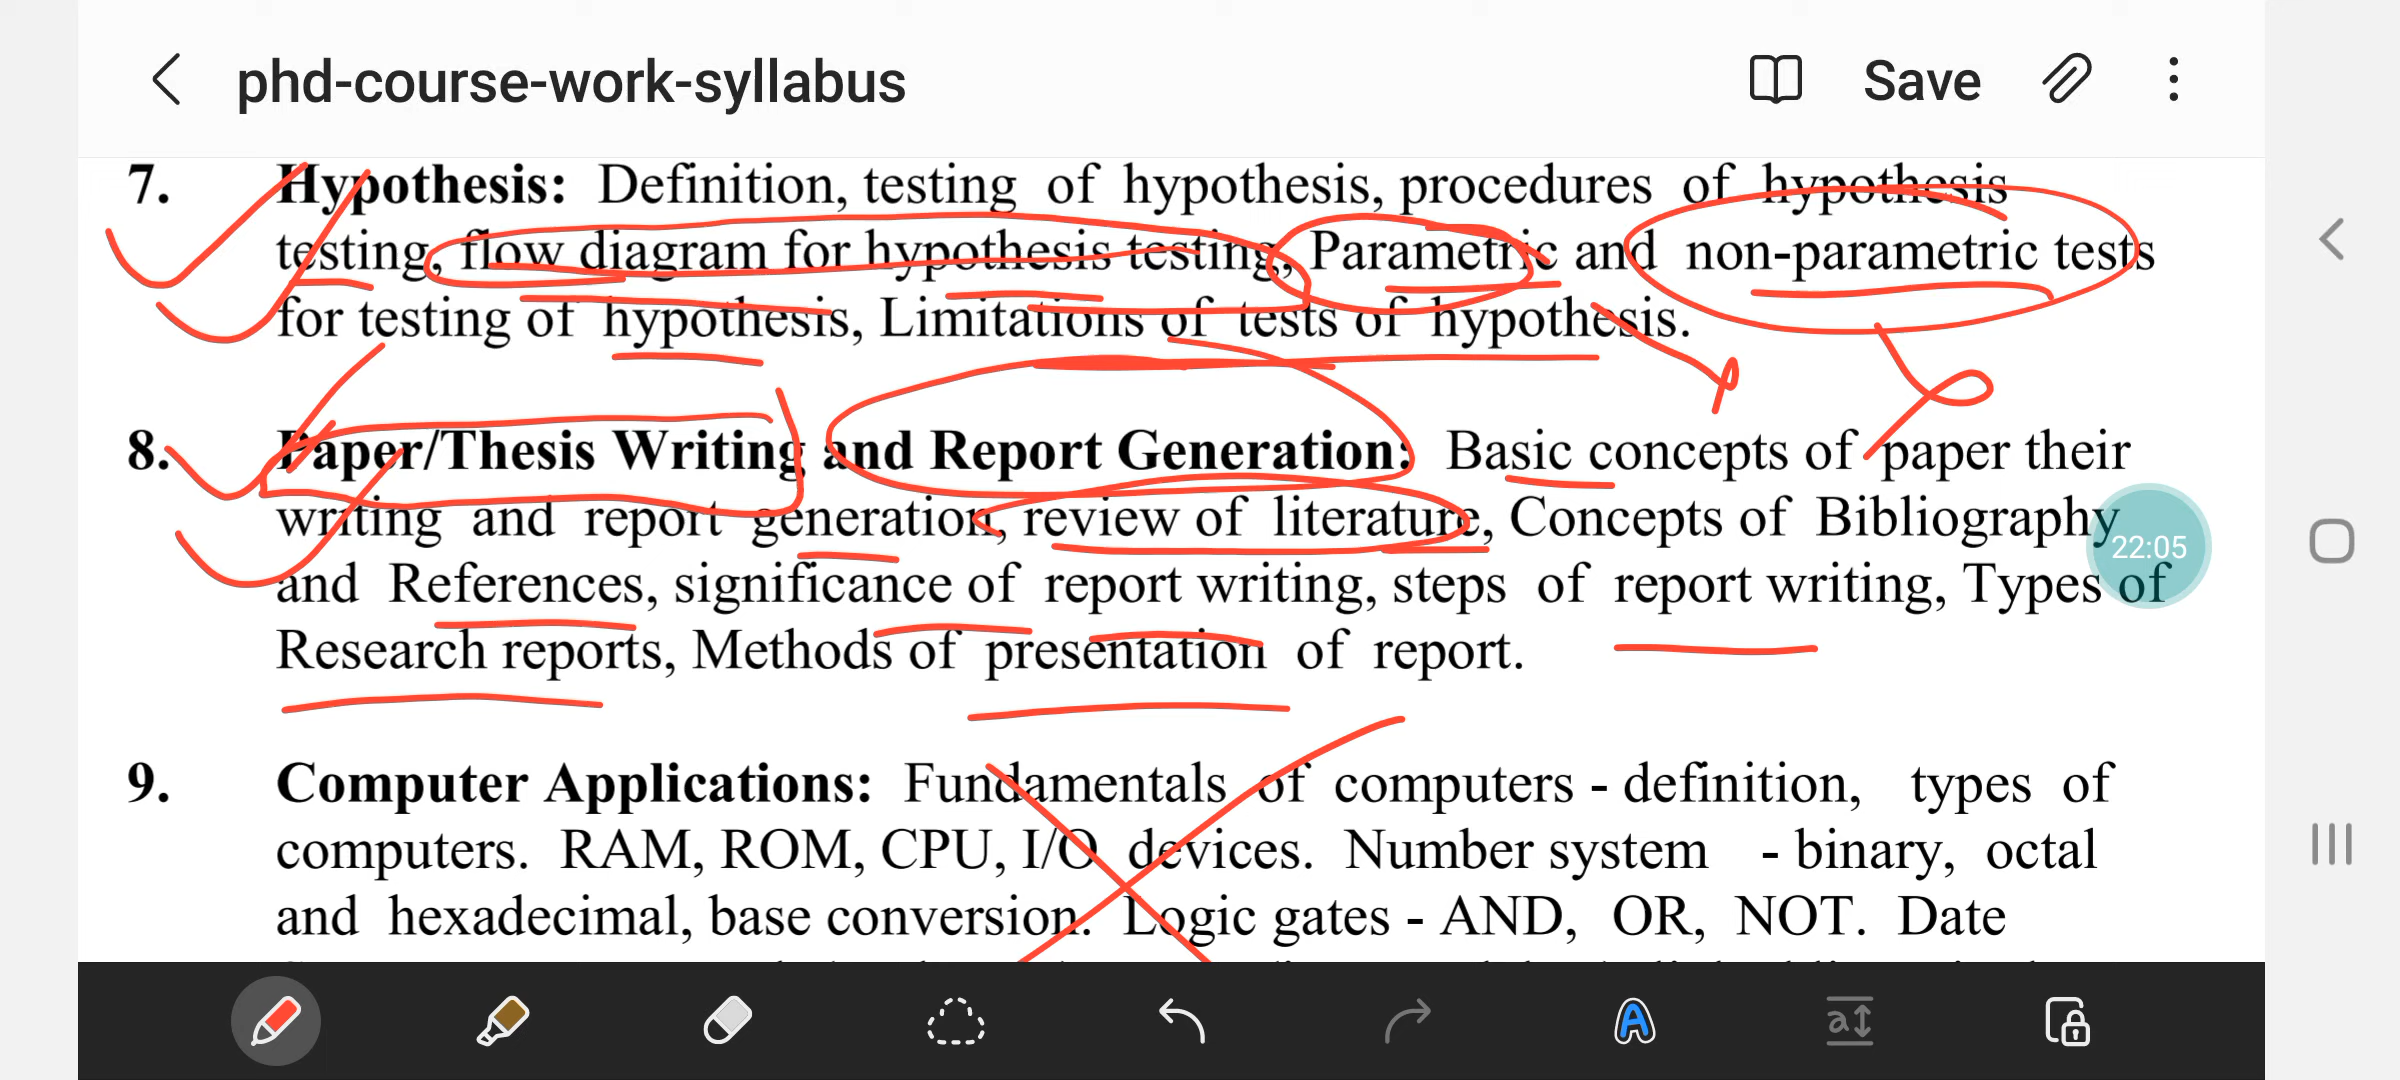 phd-course-work-syllabus Save
7. Hypothesis: Definition, testing of hypothesis, procedures of hypothesis
testing, flow diagram for hypothesis testing, Parametric and non-parametric tests
for testing of hypothesis, Limitations of tests of hypothesis.
8. Paper/Thesis Writing and Report Generation: Basic concepts of paper their
writing and report generation, review of literature, Concepts of Bibliography
22:05
and References, significance of report writing, steps of report writing, Types of
Research reports, Methods of presentation of report.
9. Computer Applications: Fundamentals of computers - definition, types of
computers. RAM, ROM, CPU, I/O devices. Number system - binary, octal
and hexadecimal, base conversion. Logic gates - AND, OR, NOT. Date